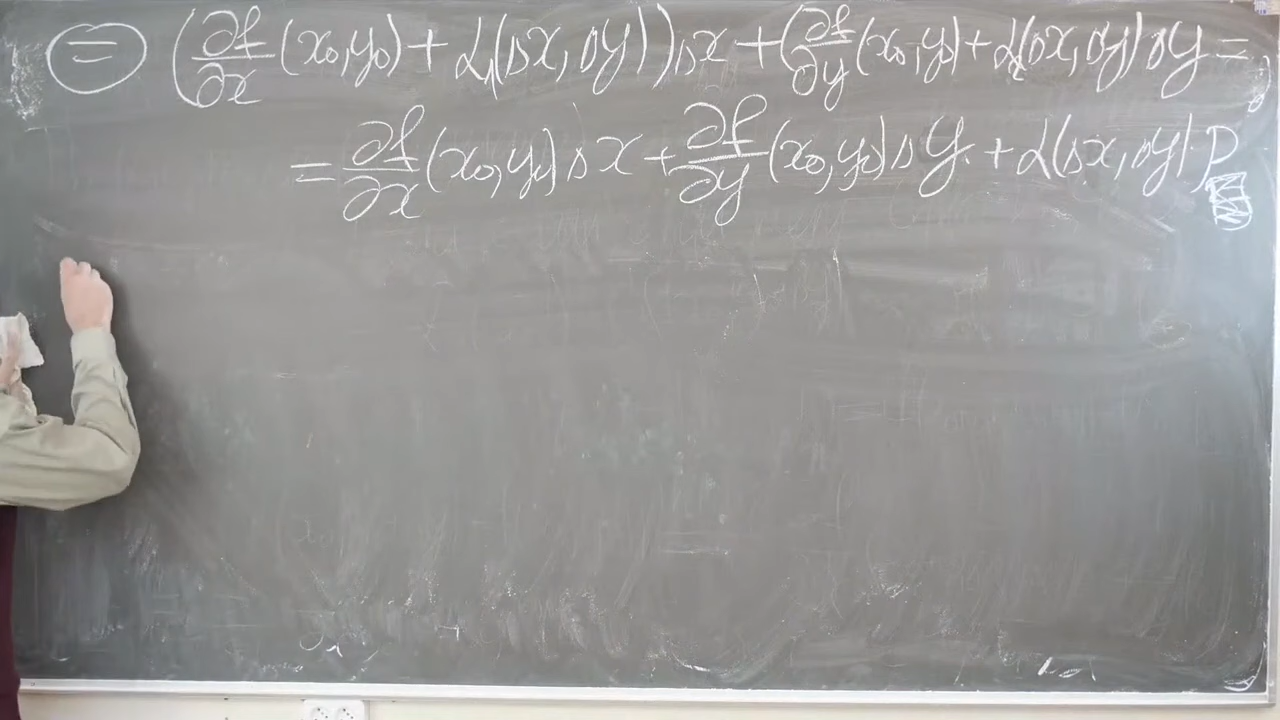 ⊜ (∂f/∂x (x₀,y₀) + α₁(Δx, Δy))Δx + (∂f/∂y (x₀,y₀) + α₂(Δx, Δy) Δy =
= ∂f/∂x (x₀,y₀) Δx + ∂f/∂y (x₀,y₀) Δy + α(Δx, Δy)·ρ